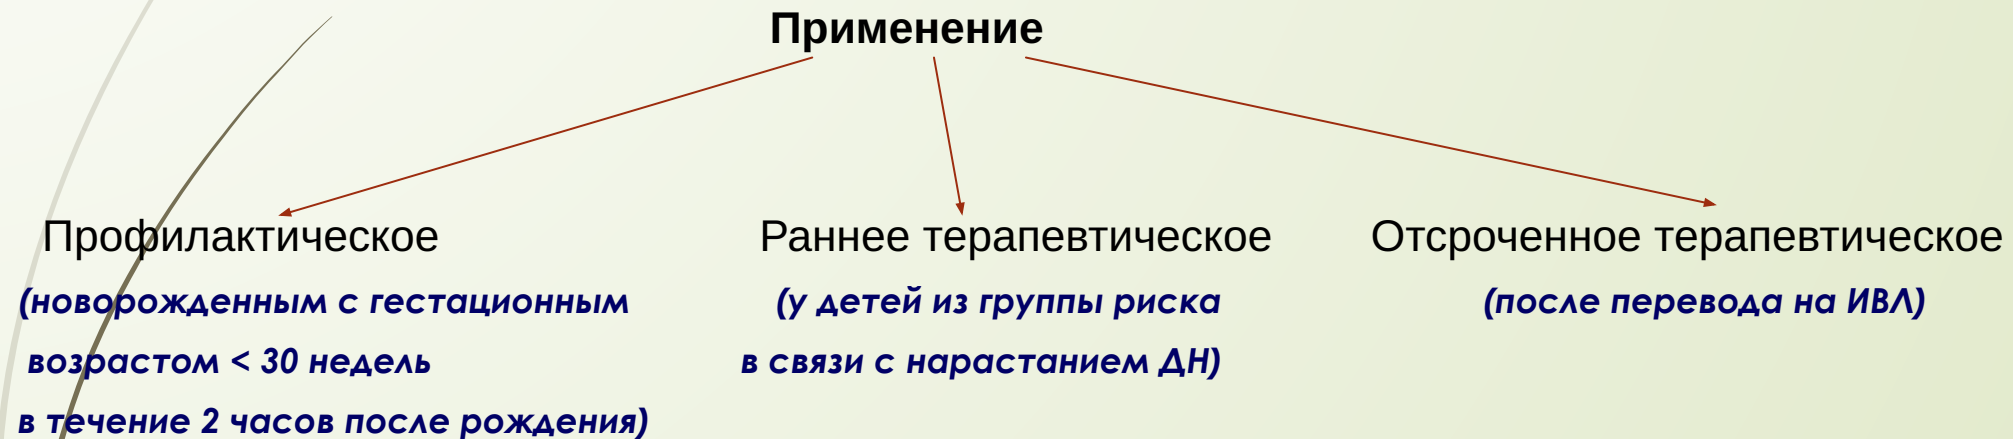 Применение
Профилактическое
(новорожденным с гестационным
возрастом < 30 недель
в течение 2 часов после рождения)
Раннее терапевтическое
(у детей из группы риска
в связи с нарастанием ДН)
Отсроченное терапевтическое
(после перевода на ИВЛ)